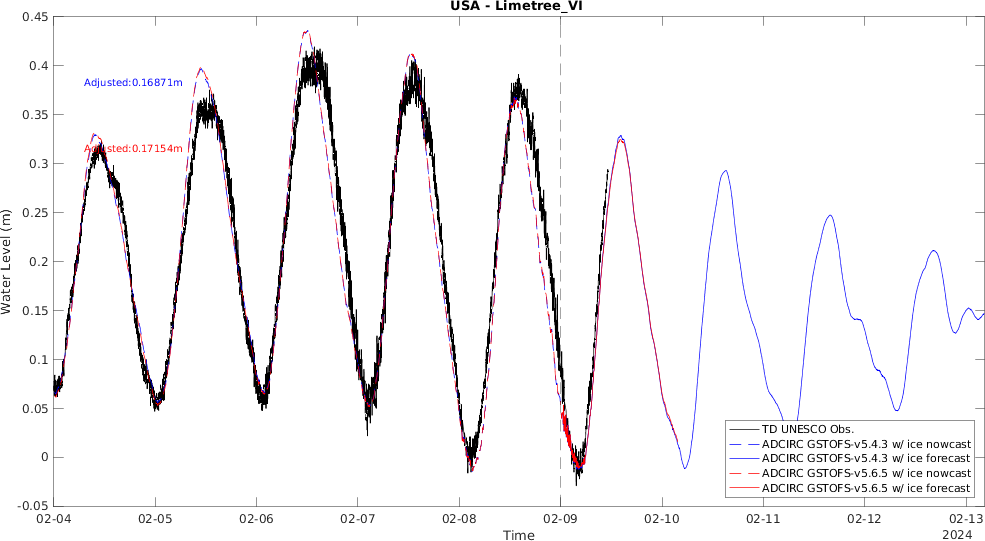 USA - Limetree_VI
0.45
0.4
0.35
0.3
0.25
0.2
0.15
0.1
0.05
0
-0.05
Water Level (m)
Adjusted:0.16871m
Adjusted:0.17154m
TD UNESCO Obs.
ADCIRC GSTOFS-v5.4.3 w/ ice nowcast
ADCIRC GSTOFS-v5.4.3 w/ ice forecast
ADCIRC GSTOFS-v5.6.5 w/ ice nowcast
ADCIRC GSTOFS-v5.6.5 w/ ice forecast
02-04 02-05 02-06 02-07 02-08 02-09 02-10 02-11 02-12 02-13
Time
2024